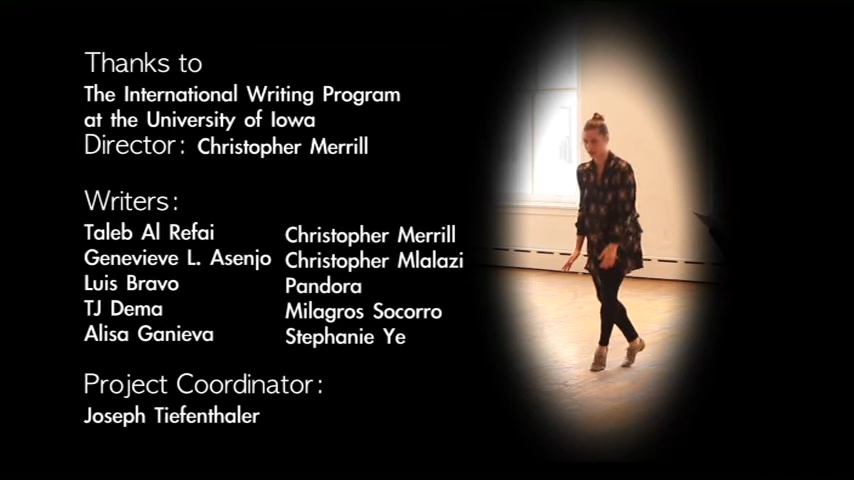 Thanks to
The International Writing Program
at the University of Iowa
Director: Christopher Merrill
Writers:
Taleb Al Refai
Genevieve L. Asenjo
Luis Bravo
TJ Dema
Alisa Ganieva
Christopher Merrill
Christopher Mlalazi
Pandora
Milagros Socorro
Stephanie Ye
Project Coordinator:
Joseph Tiefenthaler